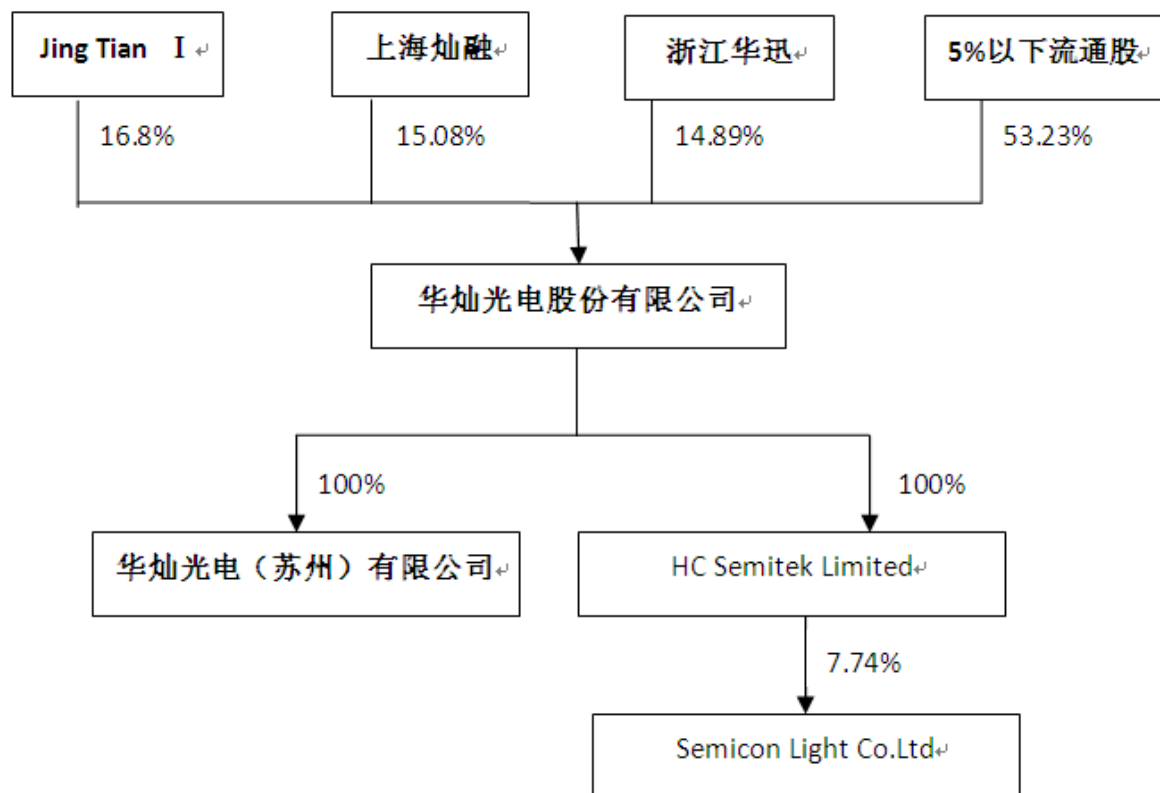 Jing Tian Ⅰ
上海灿融
浙江华迅
5%以下流通股
16.8%
15.08%
14.89%
53.23%
华灿光电股份有限公司
100%
100%
华灿光电（苏州）有限公司
HC Semitek Limited
7.74%
Semicon Light Co.Ltd